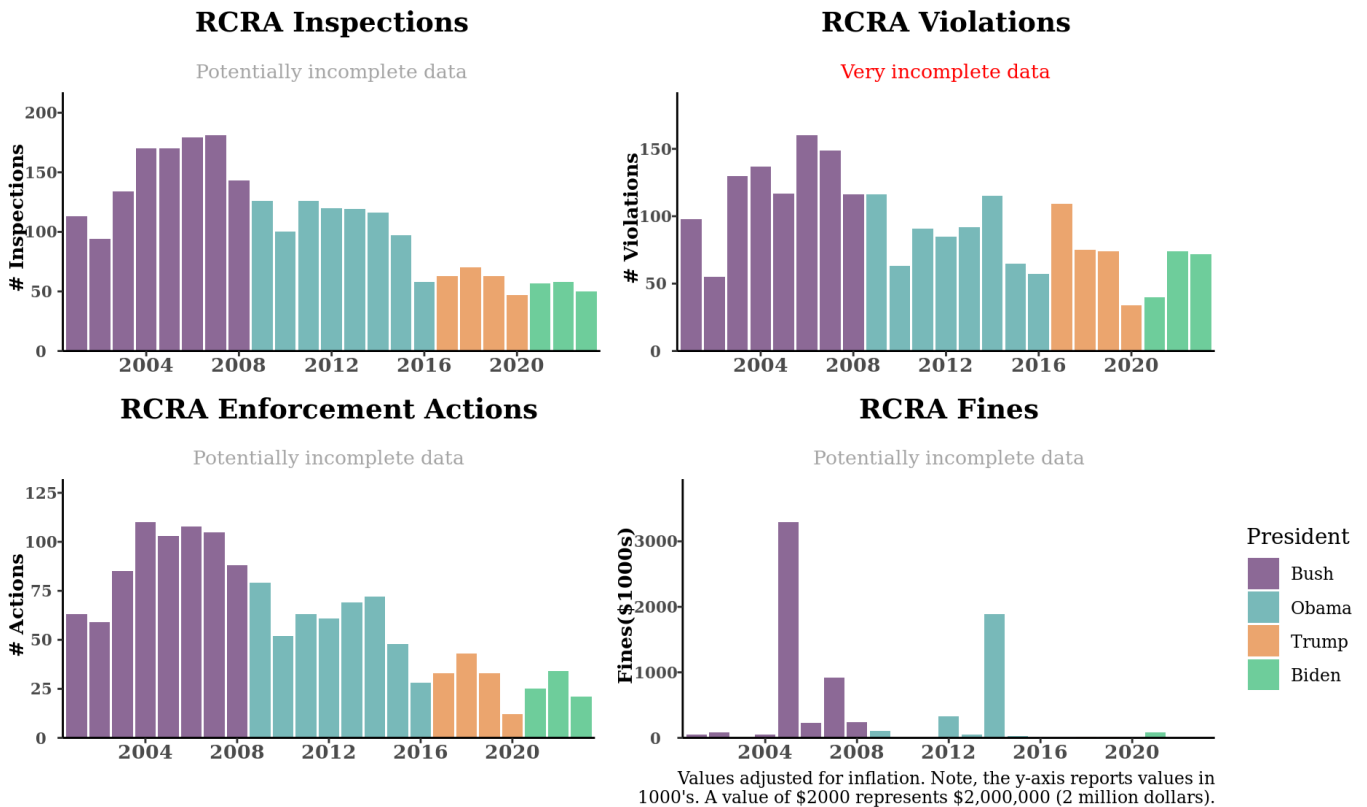 RCRA Inspections
Potentially incomplete data
# Inspections
200
150
100
50
0
2004 2008 2012 2016 2020
RCRA Violations
Very incomplete data
# Violations
150
100
50
0
2004 2008 2012 2016 2020
RCRA Enforcement Actions
Potentially incomplete data
# Actions
125
100
75
50
25
0
2004 2008 2012 2016 2020
RCRA Fines
Potentially incomplete data
Fines($1000s)
3000
2000
1000
0
2004 2008 2012 2016 2020
Values adjusted for inflation. Note, the y-axis reports values in
1000's. A value of $2000 represents $2,000,000 (2 million dollars).
President
Bush
Obama
Trump
Biden